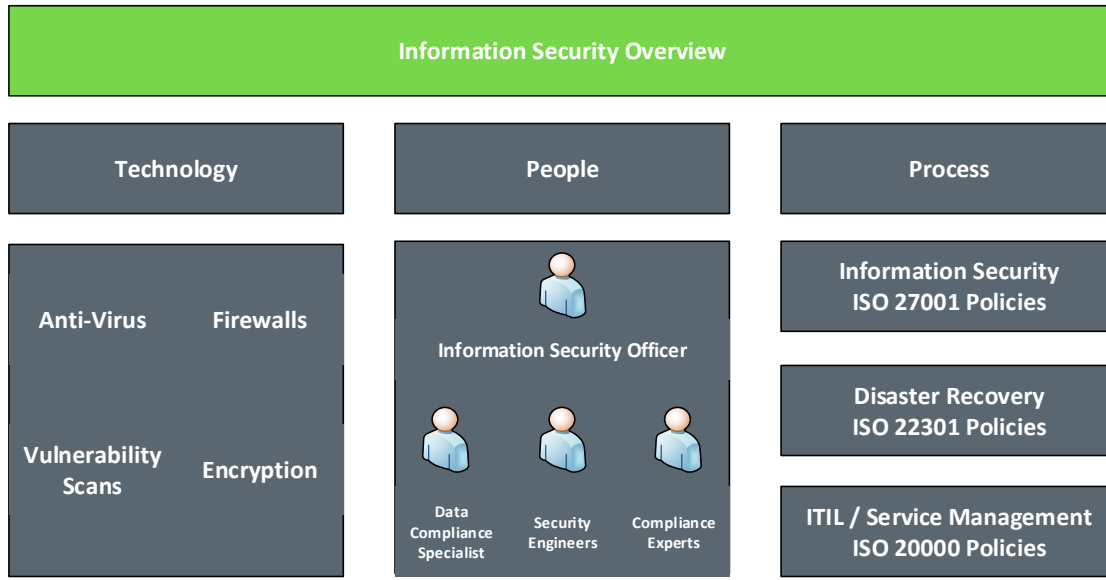 Information Security Overview
Technology
People
Process
Anti-Virus
Firewalls
Vulnerability
Scans
Encryption
Information Security Officer
Data
Compliance
Specialist
Security
Engineers
Compliance
Experts
Information Security
ISO 27001 Policies
Disaster Recovery
ISO 22301 Policies
ITIL / Service Management
ISO 20000 Policies